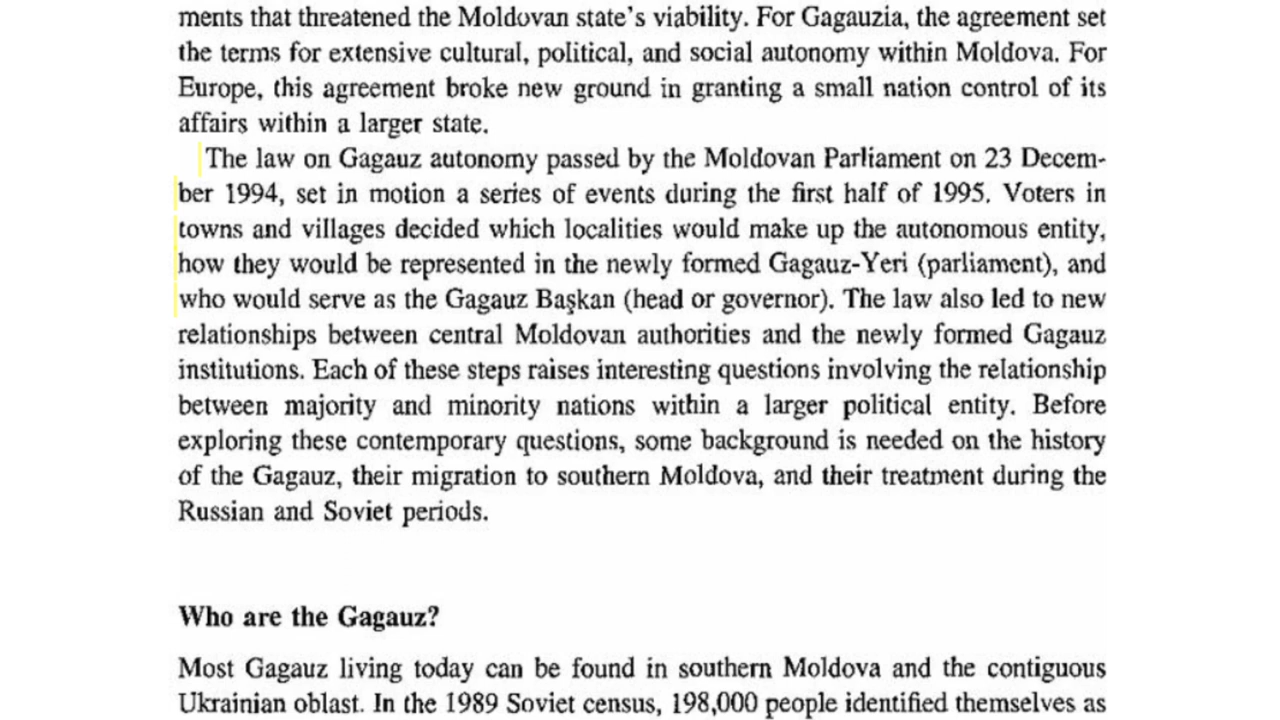 ments that threatened the Moldovan state's viability. For Gagauzia, the agreement set
the terms for extensive cultural, political, and social autonomy within Moldova. For
Europe, this agreement broke new ground in granting a small nation control of its
affairs within a larger state.
The law on Gagauz autonomy passed by the Moldovan Parliament on 23 Decem-
ber 1994, set in motion a series of events during the first half of 1995. Voters in
towns and villages decided which localities would make up the autonomous entity,
how they would be represented in the newly formed Gagauz-Yeri (parliament), and
who would serve as the Gagauz Başkan (head or governor). The law also led to new
relationships between central Moldovan authorities and the newly formed Gagauz
institutions. Each of these steps raises interesting questions involving the relationship
between majority and minority nations within a larger political entity. Before
exploring these contemporary questions, some background is needed on the history
of the Gagauz, their migration to southern Moldova, and their treatment during the
Russian and Soviet periods.
Who are the Gagauz?
Most Gagauz living today can be found in southern Moldova and the contiguous
Ukrainian oblast. In the 1989 Soviet census, 198,000 people identified themselves as